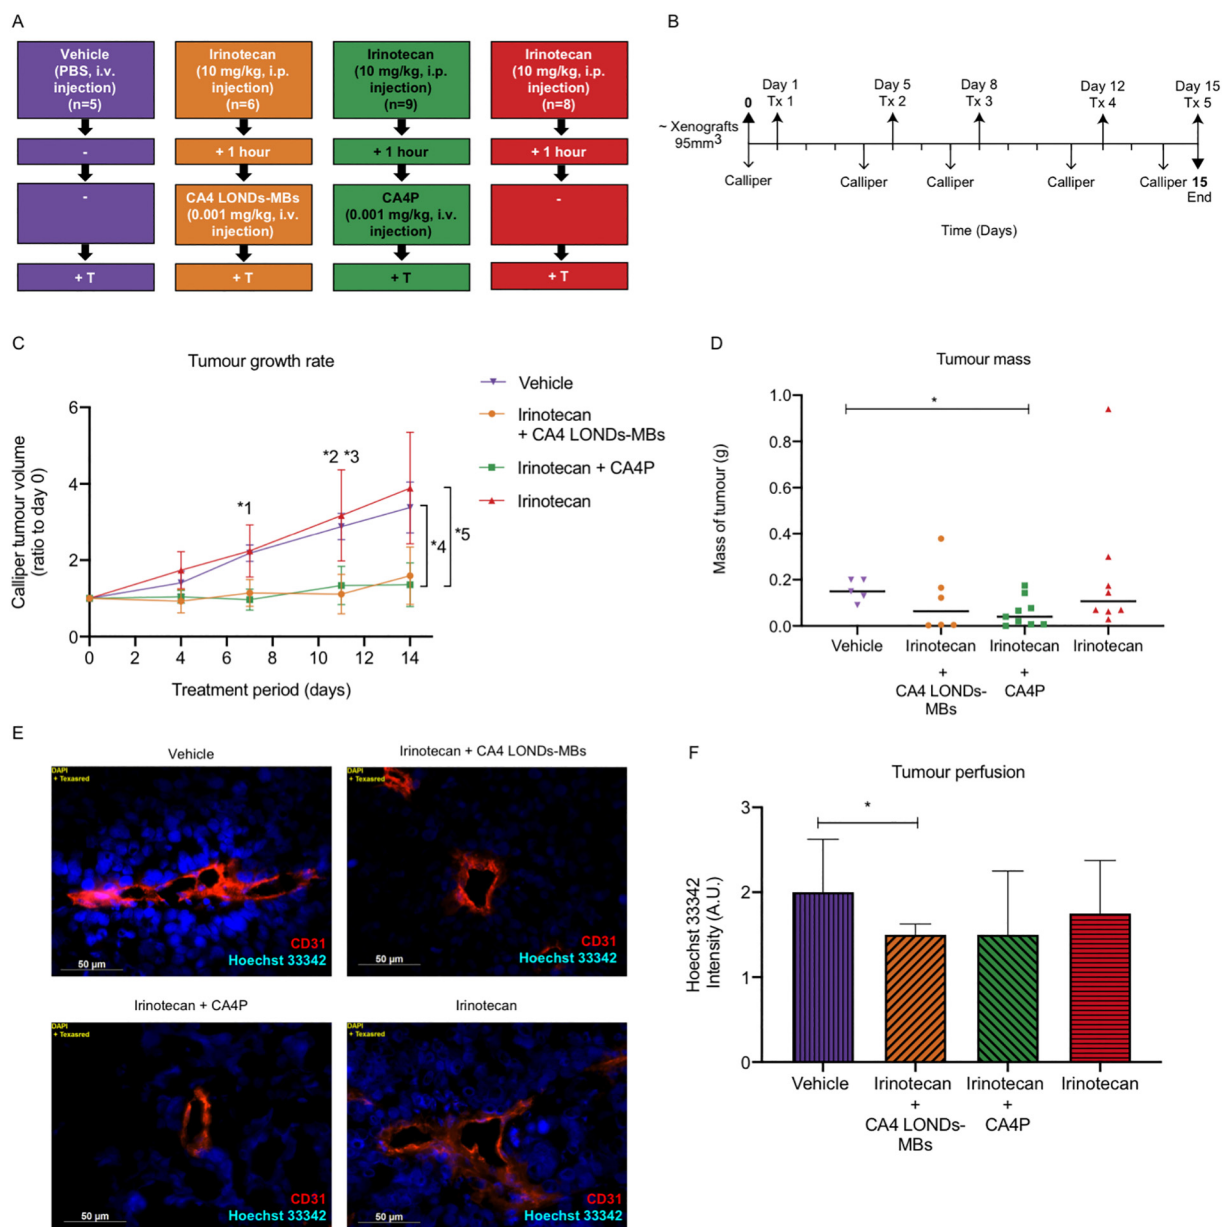 A
Vehicle
(PBS, i.v.
injection)
(n=5)
-
-
+ T
Irinotecan
(10 mg/kg, i.p.
injection)
(n=6)
+ 1 hour
CA4 LONDs-MBs
(0.001 mg/kg, i.v.
injection)
+ T
Irinotecan
(10 mg/kg, i.p.
injection)
(n=9)
+ 1 hour
CA4P
(0.001 mg/kg, i.v.
injection)
+ T
Irinotecan
(10 mg/kg, i.p.
injection)
(n=8)
+ 1 hour
-
+ T
B
Day 1
Tx 1
Day 5
Tx 2
Day 8
Tx 3
Day 12
Tx 4
Day 15
Tx 5
0
~ Xenografts
95mm3
Calliper
Calliper
Calliper
Calliper
Calliper
15
End
Time (Days)
C
Tumour growth rate
Calliper tumour volume
(ratio to day 0)
6
4
2
0
*1
*2 *3
*4
*5
0 2 4 6 8 10 12 14
Treatment period (days)
Vehicle
Irinotecan
+ CA4 LONDs-MBs
Irinotecan + CA4P
Irinotecan
D
Tumour mass
Mass of tumour (g)
1.0
0.8
0.6
0.4
0.2
0.0
*
Vehicle
Irinotecan
+
CA4 LONDs-
MBs
Irinotecan
+
CA4P
Irinotecan
E
Vehicle
DAPI
+ Texasred
CD31
Hoechst 33342
50 µm
Irinotecan + CA4 LONDs-MBs
DAPI
+ Texasred
CD31
Hoechst 33342
50 µm
Irinotecan + CA4P
DAPI
+ Texasred
CD31
Hoechst 33342
50 µm
Irinotecan
DAPI
+ Texasred
CD31
Hoechst 33342
50 µm
F
Tumour perfusion
Hoechst 33342
Intensity (A.U.)
3
2
1
0
*
Vehicle
Irinotecan
+
CA4 LONDs-
MBs
Irinotecan
+
CA4P
Irinotecan